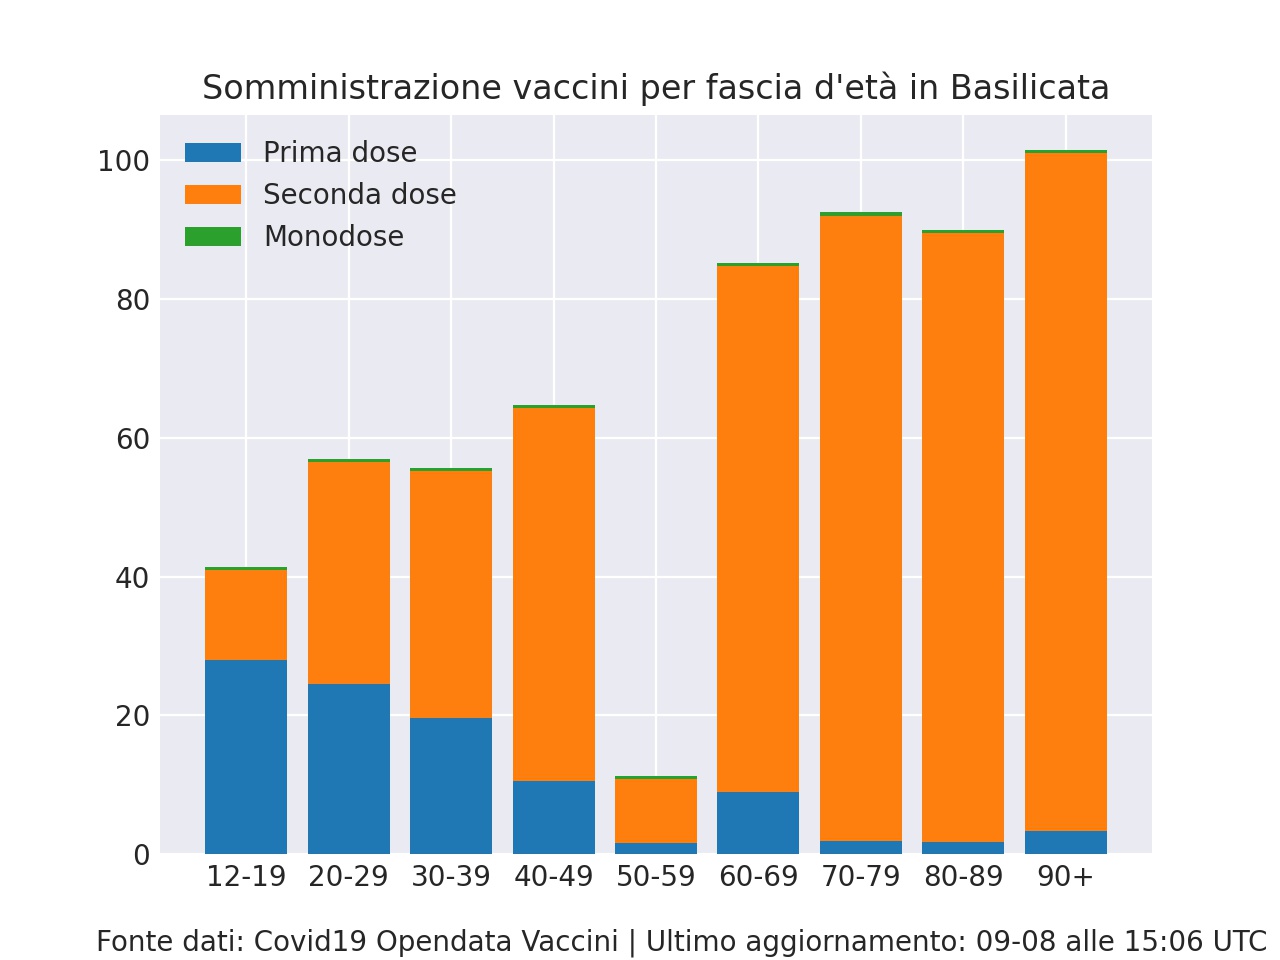 Somministrazione vaccini per fascia d'età in Basilicata
Prima dose
Seconda dose
Monodose
100
80
60
40
20
0
12-19 20-29 30-39 40-49 50-59 60-69 70-79 80-89 90+
Fonte dati: Covid19 Opendata Vaccini | Ultimo aggiornamento: 09-08 alle 15:06 UTC